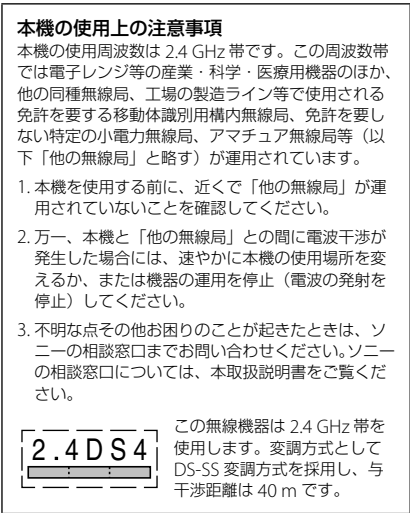 本機の使用上の注意事項
本機の使用周波数は 2.4 GHz 帯です。この周波数帯
では電子レンジ等の産業・科学・医療用機器のほか、
他の同種無線局、工場の製造ライン等で使用される
免許を要する移動体識別用構内無線局、免許を要し
ない特定の小電力無線局、アマチュア無線局等（以
下「他の無線局」と略す）が運用されています。
1. 本機を使用する前に、近くで「他の無線局」が運
用されていないことを確認してください。
2. 万一、本機と「他の無線局」との間に電波干渉が
発生した場合には、速やかに本機の使用場所を変
えるか、または機器の運用を停止（電波の発射を
停止）してください。
3. 不明な点その他お困りのことが起きたときは、ソ
ニーの相談窓口までお問い合わせください。ソニー
の相談窓口については、本取扱説明書をご覧くだ
さい。
2.4DS4
この無線機器は 2.4 GHz 帯を
使用します。変調方式として
DS-SS 変調方式を採用し、与
干渉距離は 40 m です。